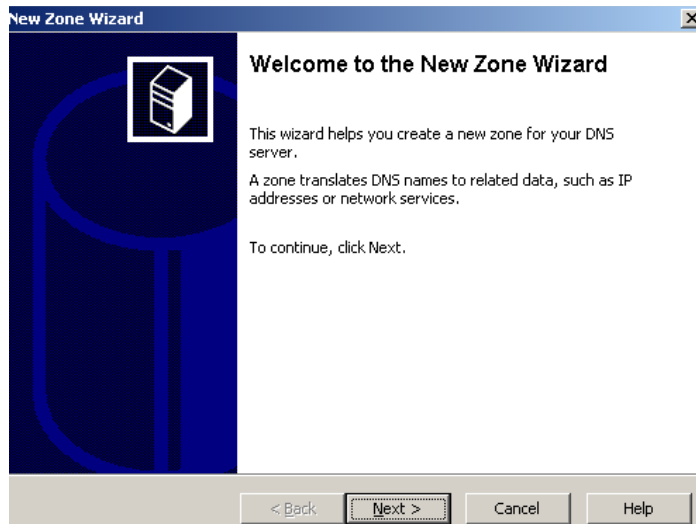 New Zone Wizard
Welcome to the New Zone Wizard
This wizard helps you create a new zone for your DNS
server.
A zone translates DNS names to related data, such as IP
addresses or network services.
To continue, click Next.
< Back
Next >
Cancel
Help